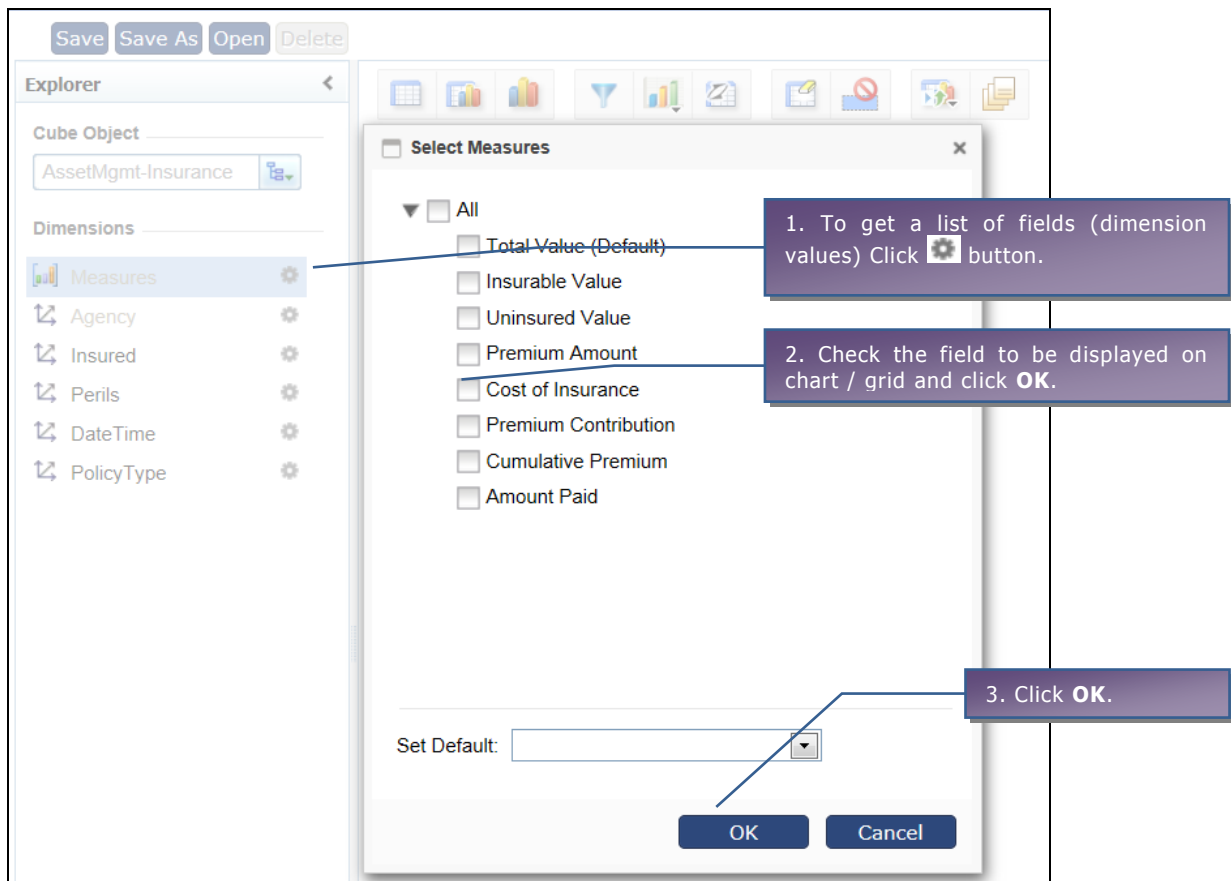 Save Save As Open Delete
Explorer
Cube Object
AssetMgmt-Insurance
Dimensions
Measures
Agency
Insured
Perils
DateTime
PolicyType
Select Measures
All
Total Value (Default)
Insurable Value
Uninsured Value
Premium Amount
Cost of Insurance
Premium Contribution
Cumulative Premium
Amount Paid
Set Default:
OK Cancel
1. To get a list of fields (dimension
values) Click button.
2. Check the field to be displayed on
chart / grid and click OK.
3. Click OK.